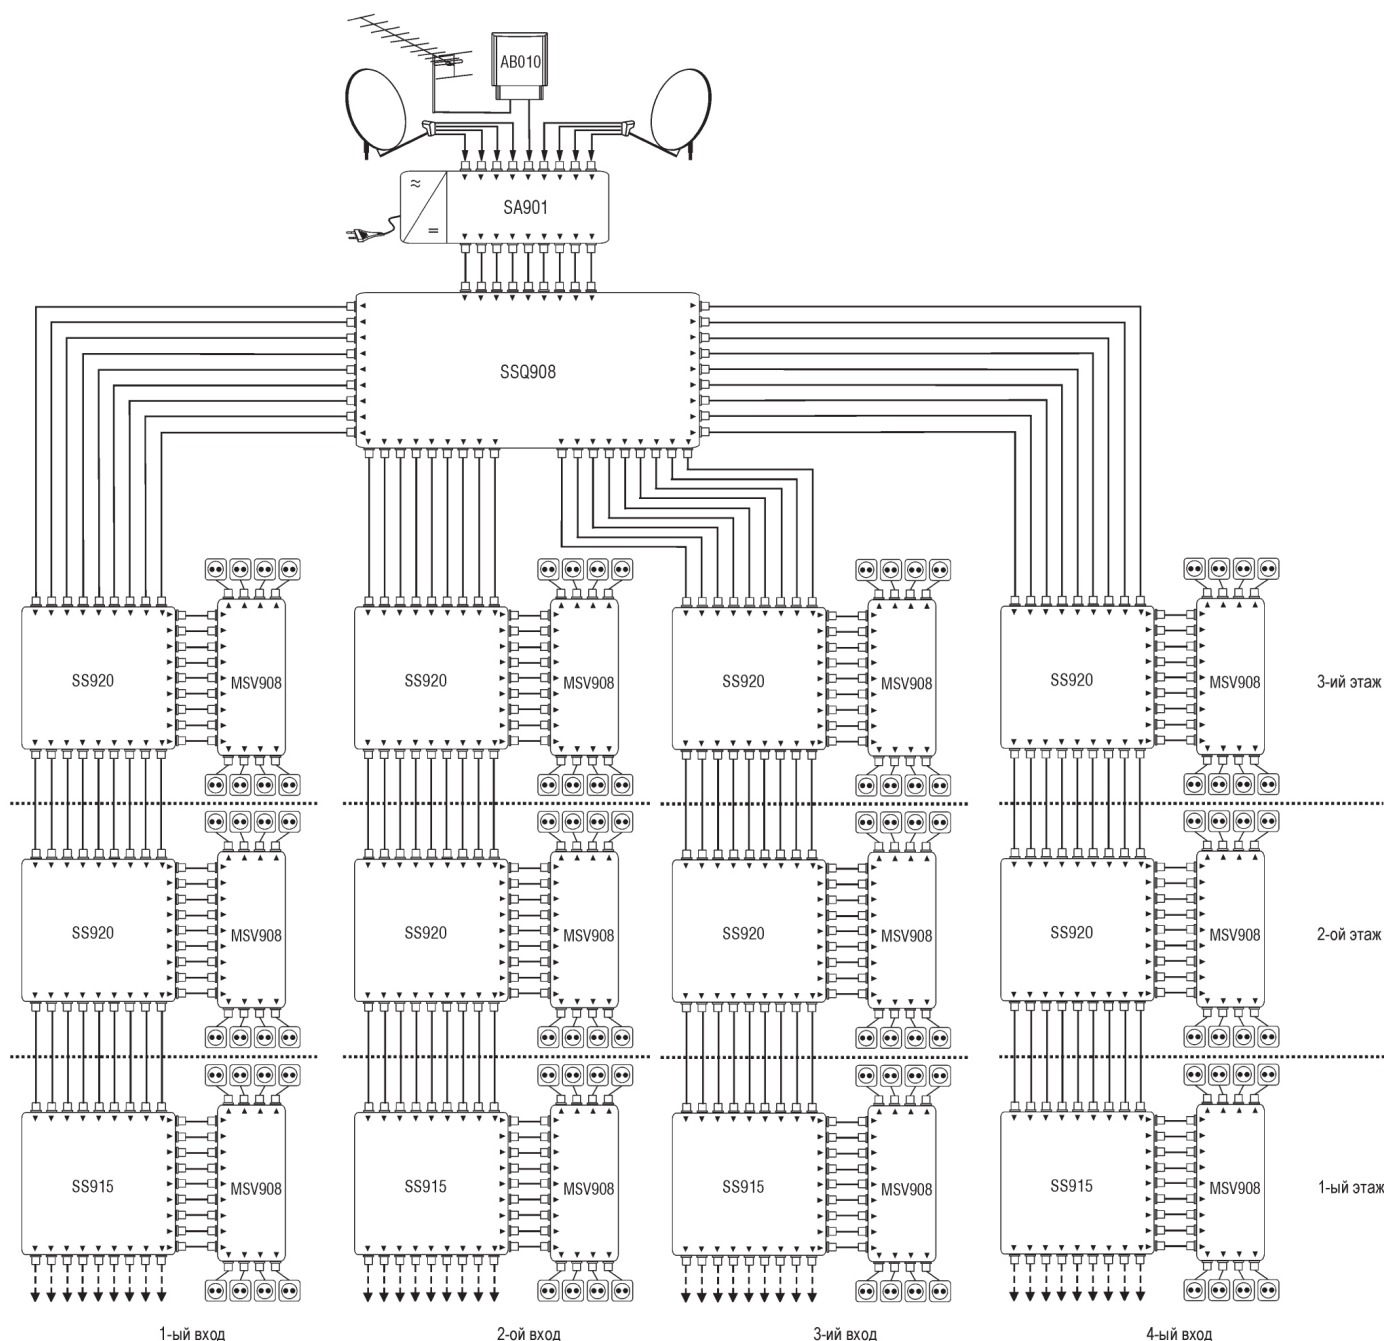 AB010
≈
SA901
=
SSQ908
SS920 MSV908 SS920 MSV908 SS920 MSV908 SS920 MSV908 3-ий этаж
SS920 MSV908 SS920 MSV908 SS920 MSV908 SS920 MSV908 2-ой этаж
SS915 MSV908 SS915 MSV908 SS915 MSV908 SS915 MSV908 1-ый этаж
1-ый вход 2-ой вход 3-ий вход 4-ый вход